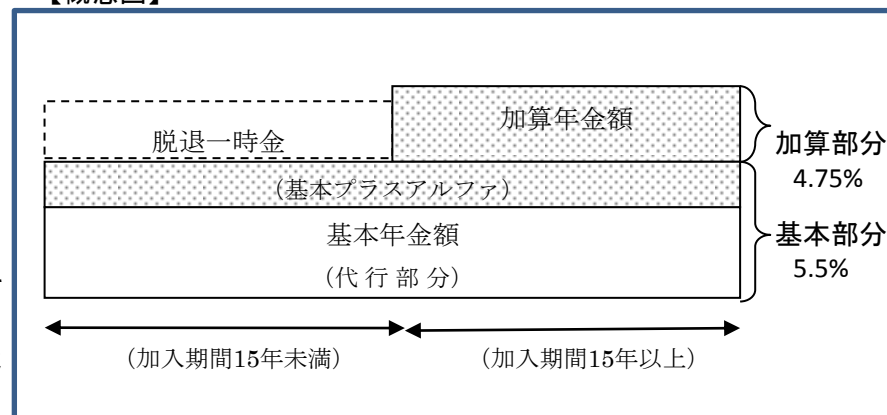 【概念図】
加算年金額
脱退一時金
加算部分
4.75%
(基本プラスアルファ)
基本年金額
(代 行 部 分)
基本部分
5.5%
(加入期間15年未満)
(加入期間15年以上)